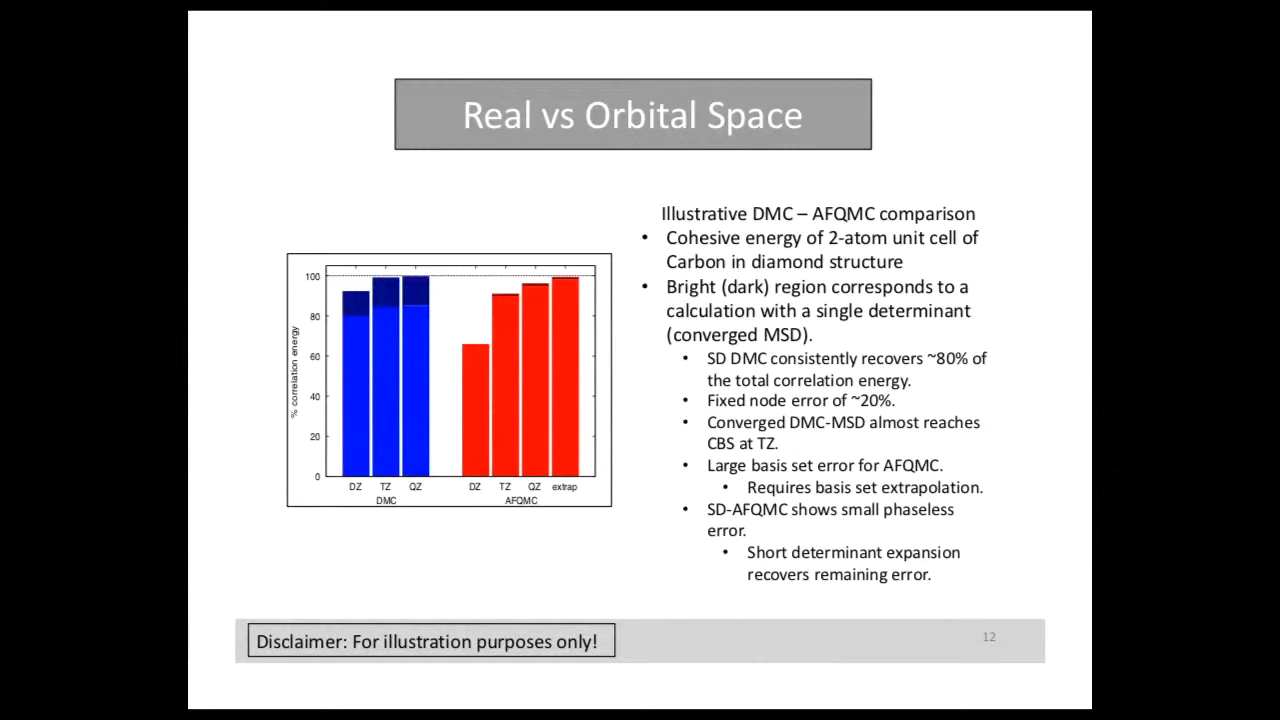 Real vs Orbital Space
% correlation energy
100
80
60
40
20
0
DZ TZ QZ DZ TZ QZ extrap
DMC AFQMC
Illustrative DMC – AFQMC comparison
• Cohesive energy of 2-atom unit cell of
Carbon in diamond structure
• Bright (dark) region corresponds to a
calculation with a single determinant
(converged MSD).
• SD DMC consistently recovers ~80% of
the total correlation energy.
• Fixed node error of ~20%.
• Converged DMC-MSD almost reaches
CBS at TZ.
• Large basis set error for AFQMC.
• Requires basis set extrapolation.
• SD-AFQMC shows small phaseless
error.
• Short determinant expansion
recovers remaining error.
Disclaimer: For illustration purposes only!
12